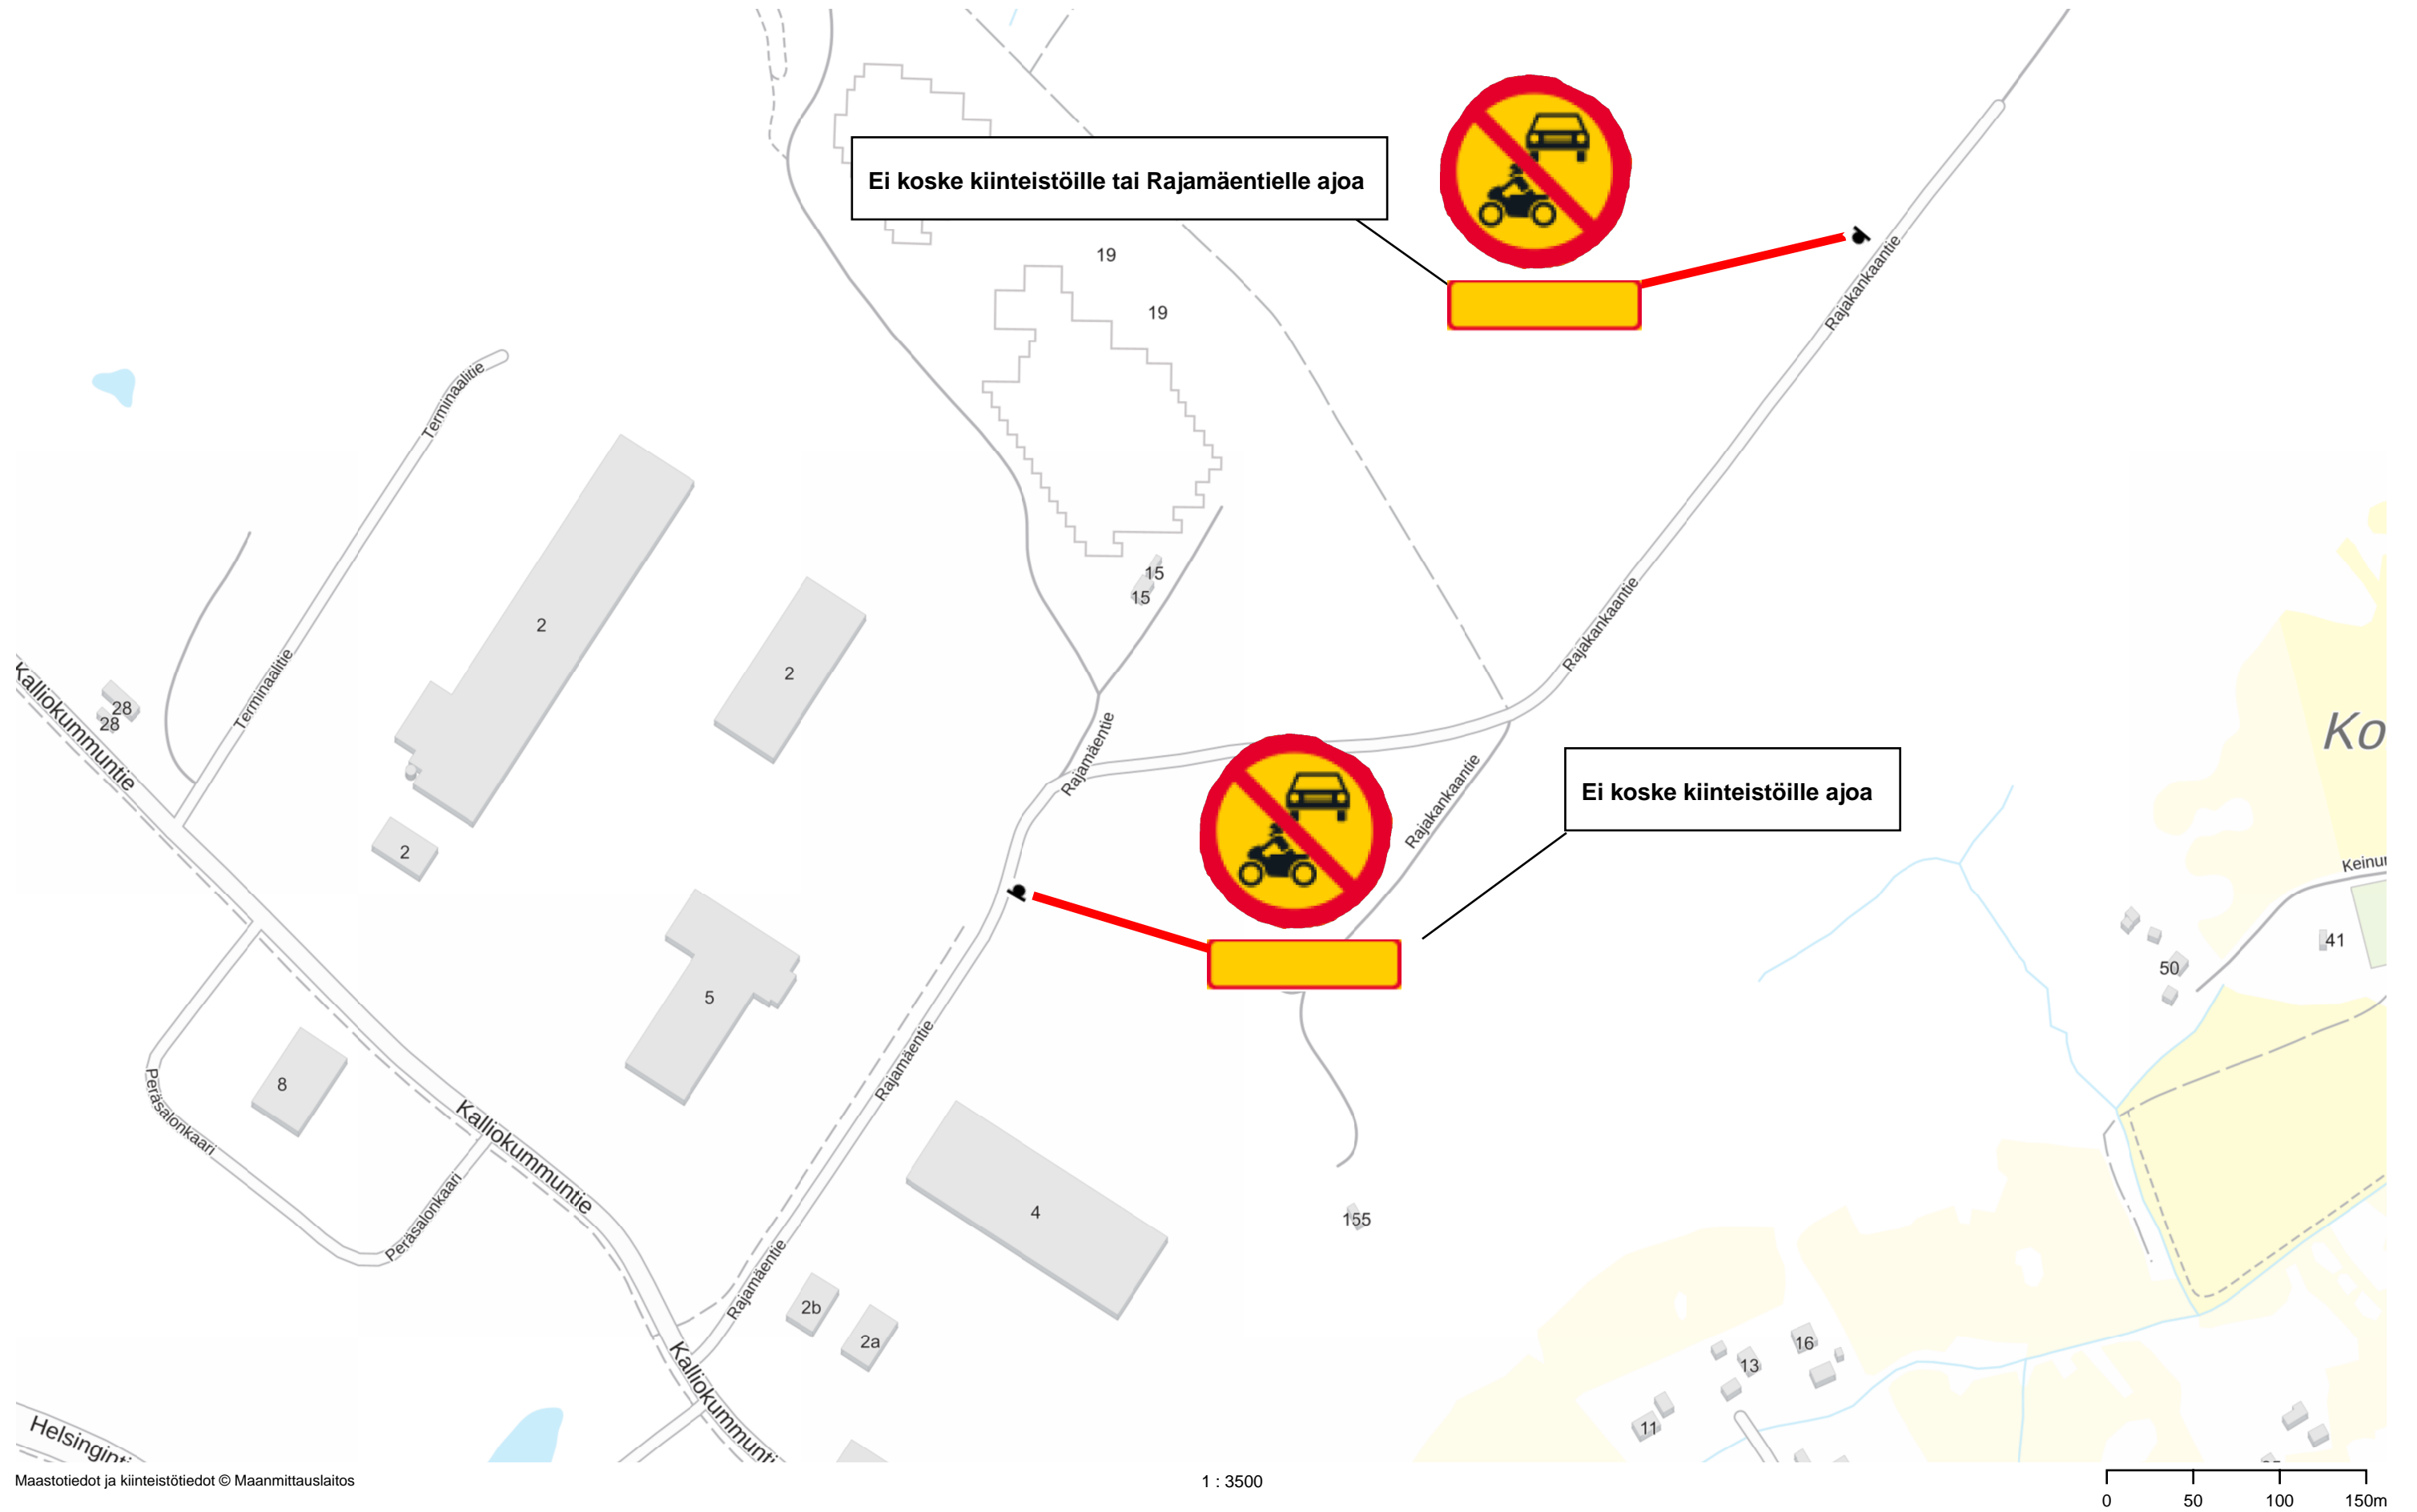 Ei koske kiinteistöille tai Rajamäentielle ajoa
19
19
Rajakankaantie
Terminaalitie
15
15
2
Rajakankaantie
2
Terminaalitie
28
28
Kalliokummuntie
Rajamäentie
Ko
Ei koske kiinteistöille ajoa
Rajakankaantie
2
Keinu
41
50
5
8
Rajamäentie
Peräsalonkaari
Kalliokummuntie
Peräsalonkaari
4
155
Rajamäentie
2b
2a
16
13
11
Kalliokummunti
Helsinginti
Maastotiedot ja kiinteistötiedot © Maanmittauslaitos
1 : 3500
0 50 100 150m